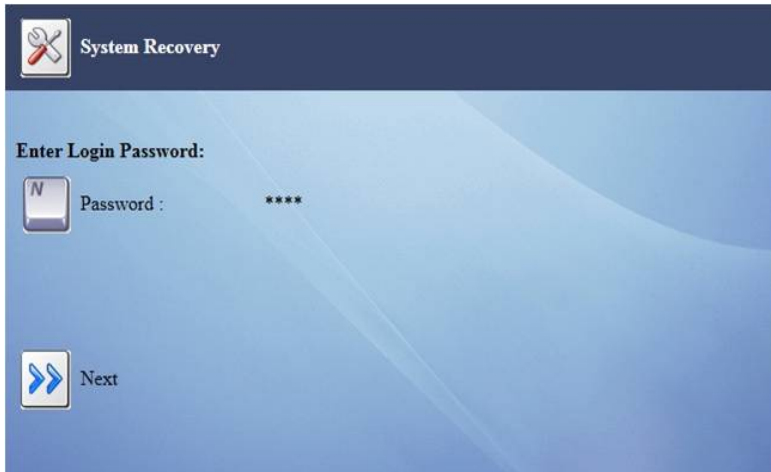 System Recovery
Enter Login Password:
N
Password : ****
Next